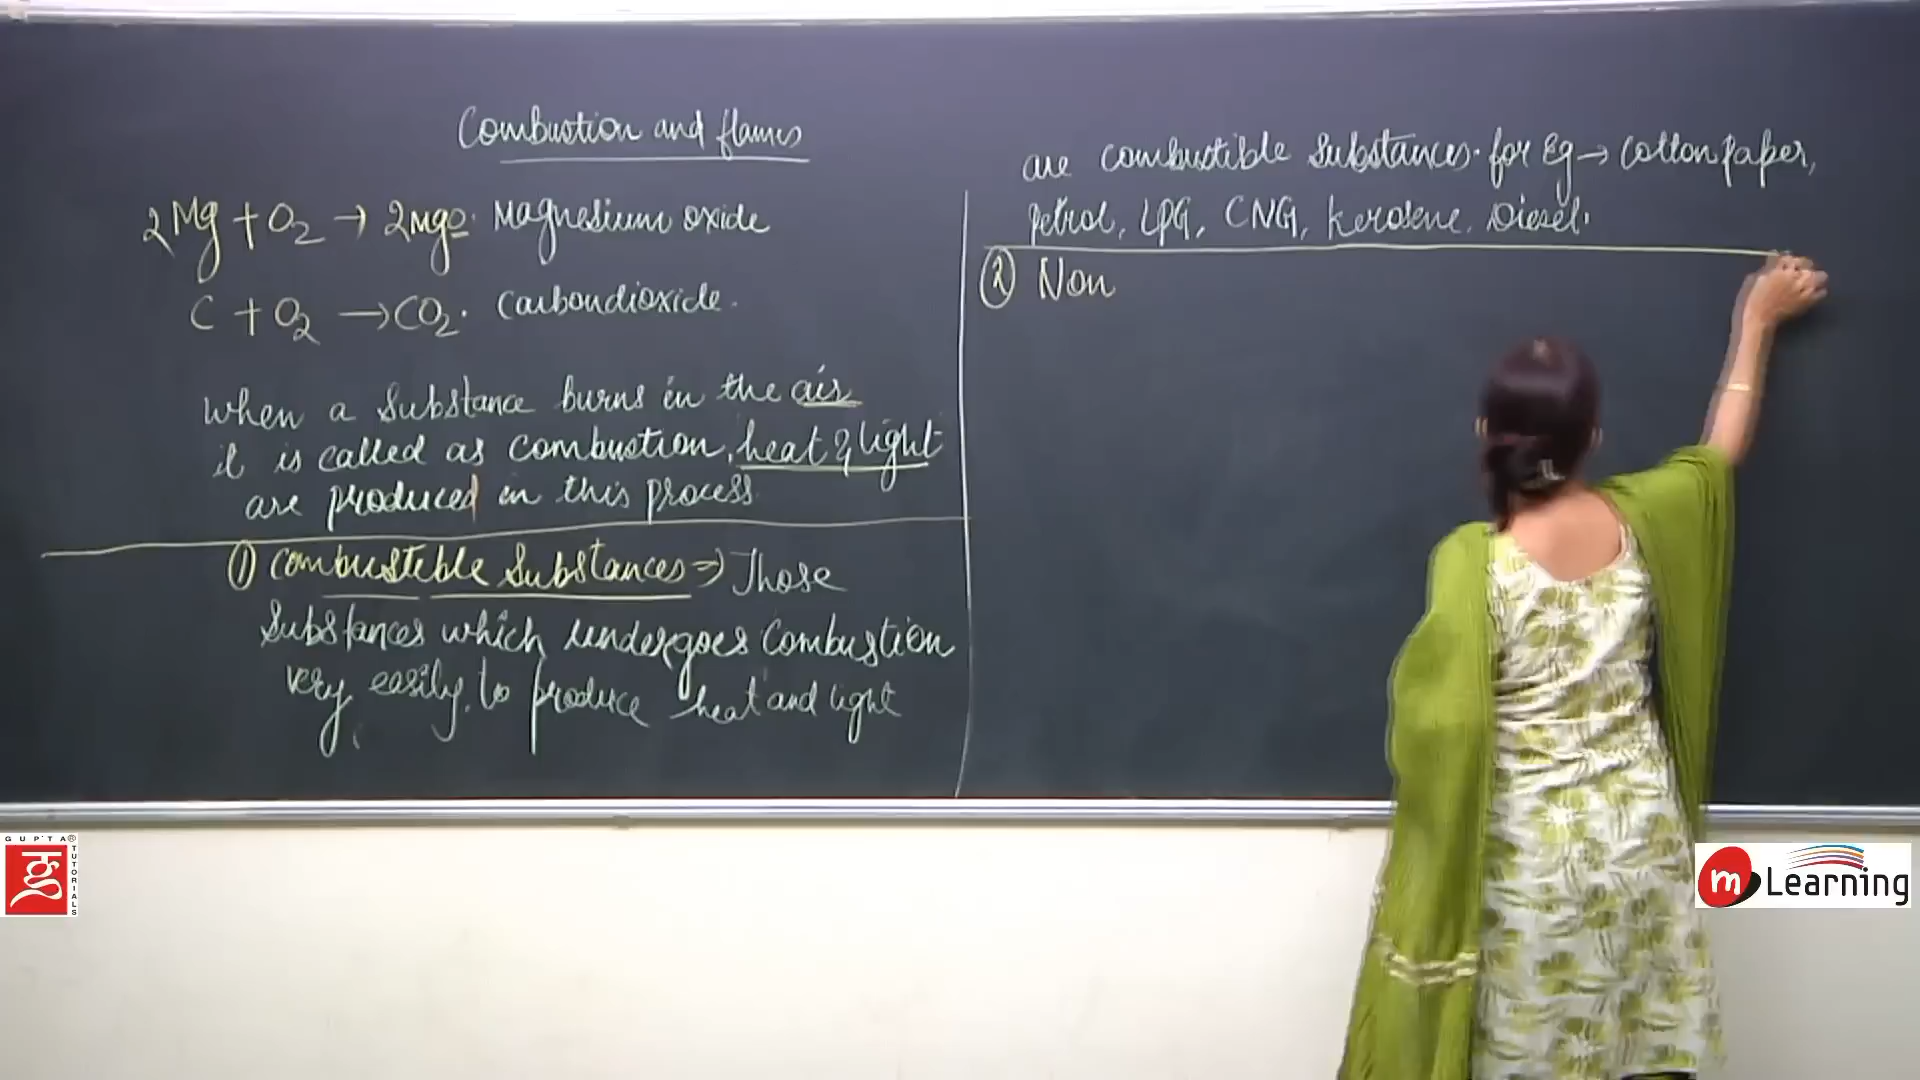 Combustion and flames
2Mg + O2 → 2MgO. Magnesium oxide
C + O2 → CO2. Carbondioxide.
When a Substance burns in the air
it is called as combustion, heat & light
are produced in this process.
① Combustible Substances ⇒ Those
Substances which undergoes Combustion
very easily, to produce heat and light
are combustible Substances. for Eg → Cotton paper,
petrol, LPG, CNG, kerosene, Diesel.
② Non
GUPTA® TUTORIALS
m Learning